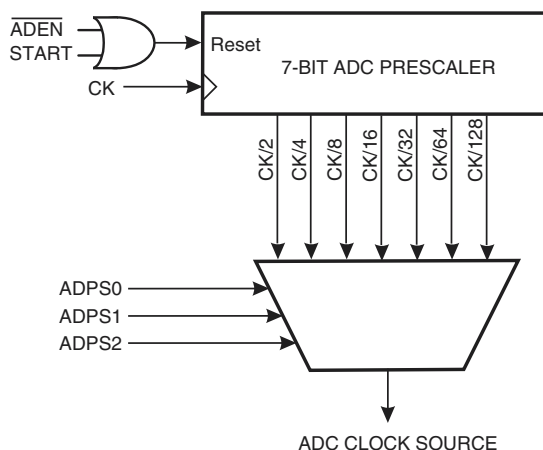 ADEN
START
Reset
7-BIT ADC PRESCALER
CK
CK/2
CK/4
CK/8
CK/16
CK/32
CK/64
CK/128
ADPS0
ADPS1
ADPS2
ADC CLOCK SOURCE